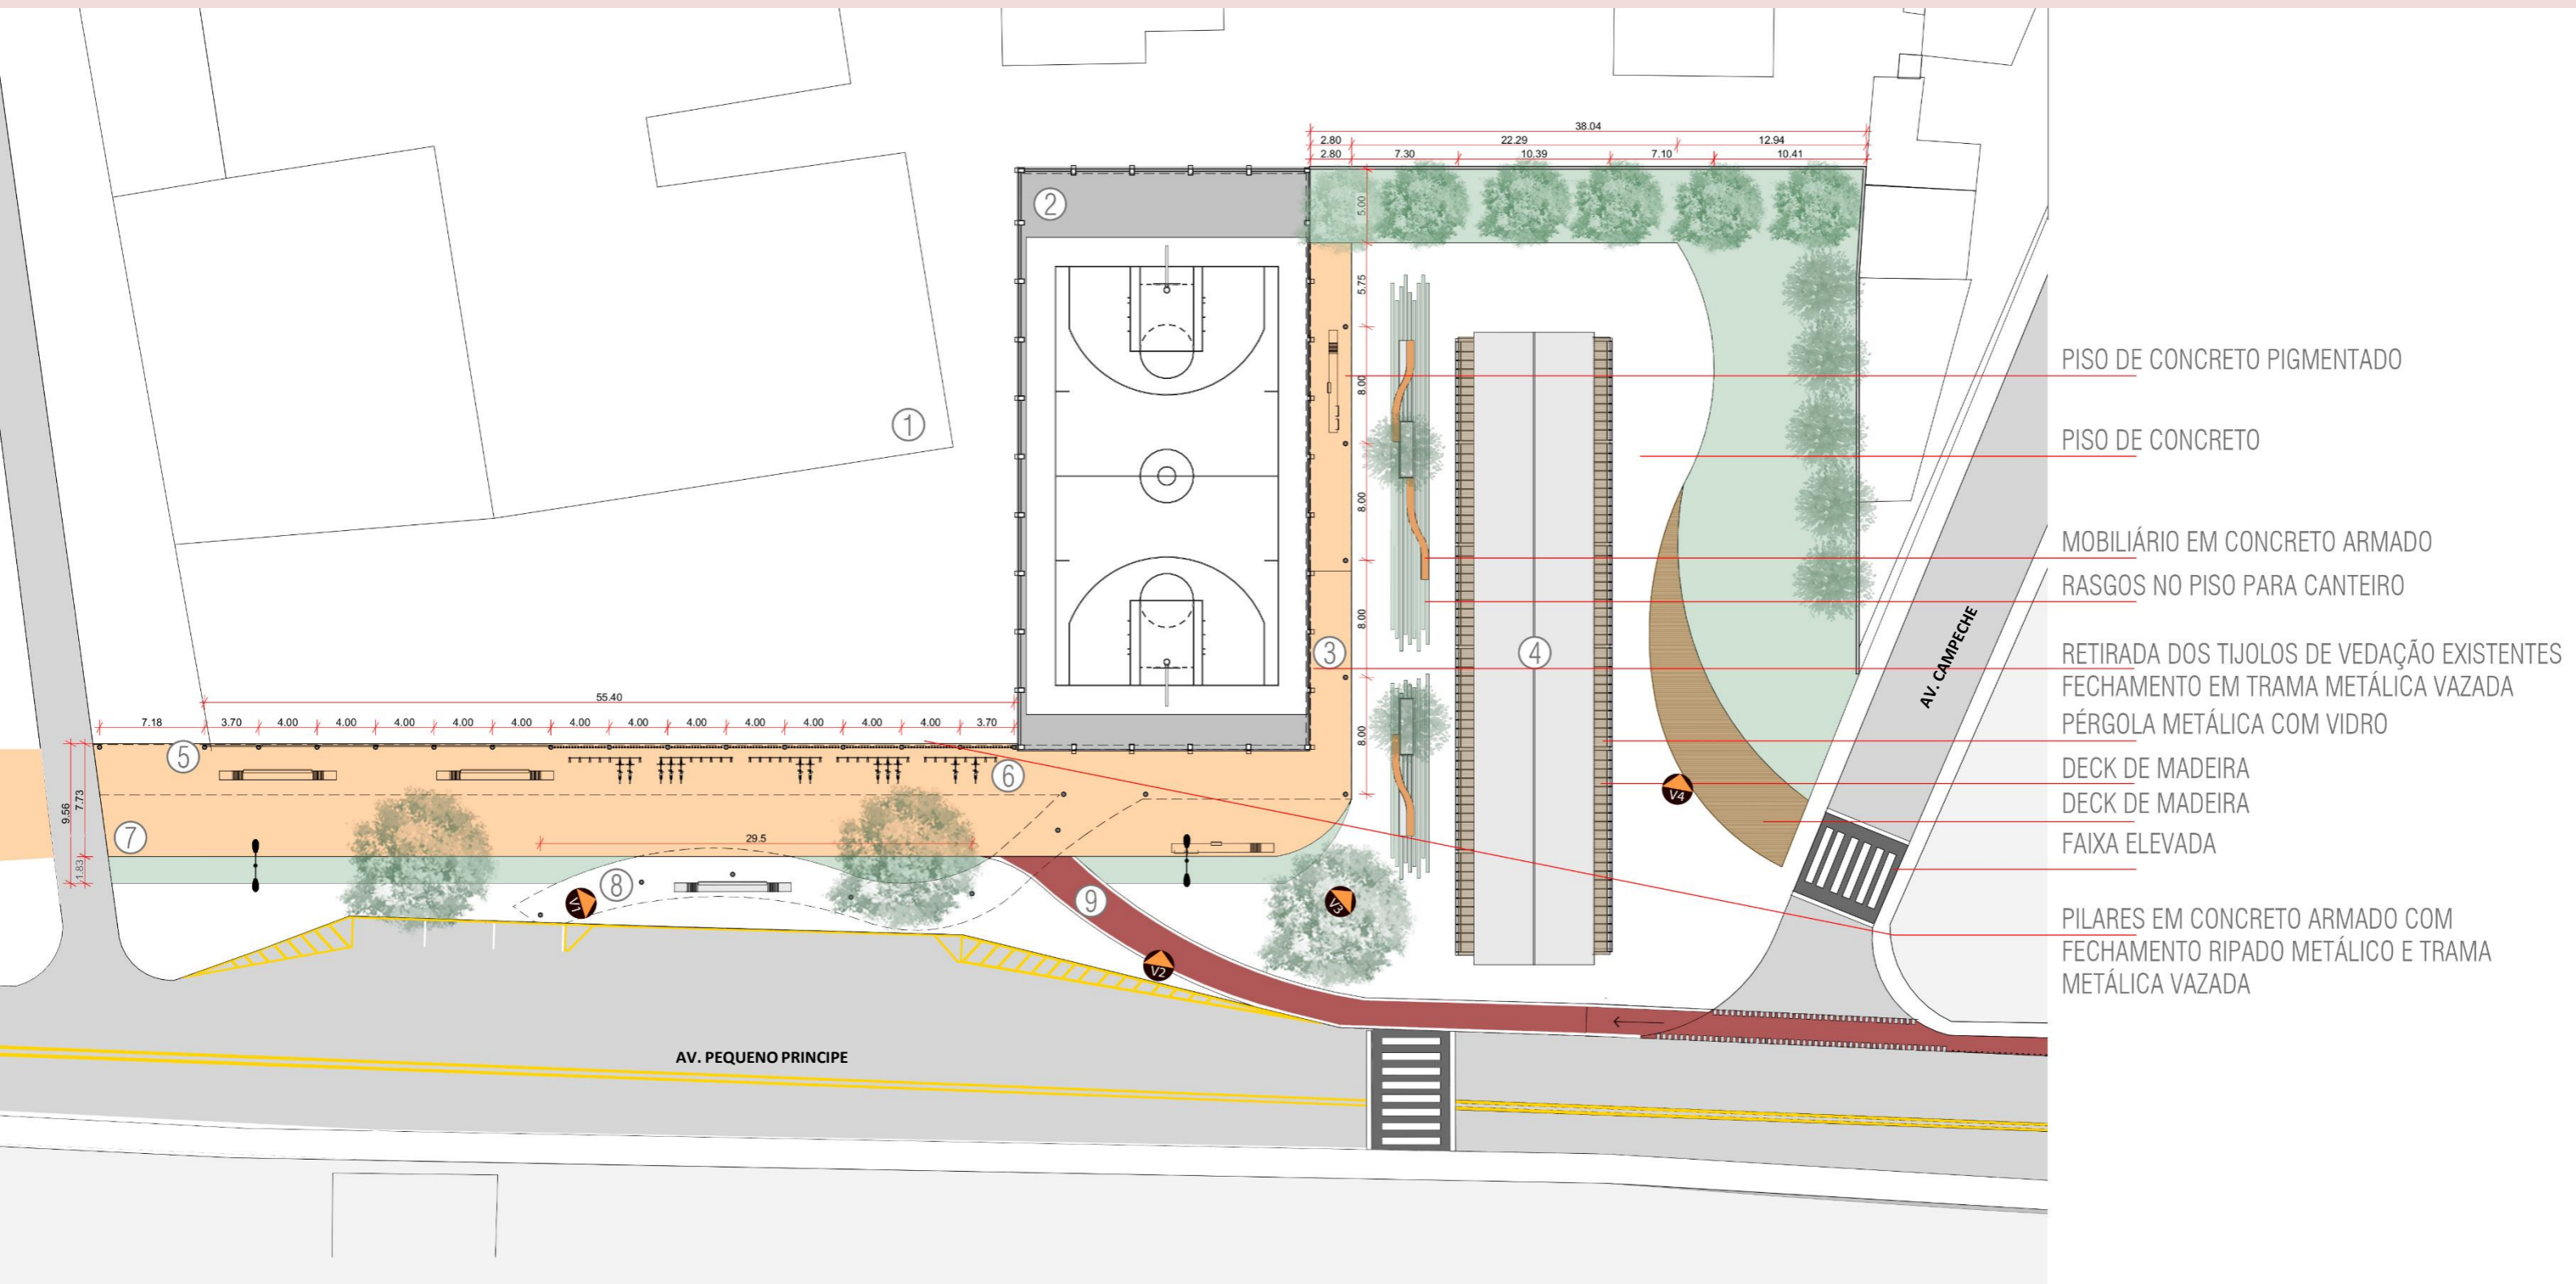 38.04
2.80
22.29
12.94
2.80
7.30
10.39
7.10
10.41
2
5.00
5.75
1
8.00
8.00
8.00
8.00
3
4
PISO DE CONCRETO PIGMENTADO
PISO DE CONCRETO
MOBILIÁRIO EM CONCRETO ARMADO
RASGOS NO PISO PARA CANTEIRO
RETIRADA DOS TIJOLOS DE VEDAÇÃO EXISTENTES
FECHAMENTO EM TRAMA METÁLICA VAZADA
PÉRGOLA METÁLICA COM VIDRO
DECK DE MADEIRA
DECK DE MADEIRA
FAIXA ELEVADA
PILARES EM CONCRETO ARMADO COM
FECHAMENTO RIPADO METÁLICO E TRAMA
METÁLICA VAZADA
AV. CAMPECHE
55.40
7.18
3.70
4.00
4.00
4.00
4.00
4.00
4.00
4.00
4.00
4.00
4.00
4.00
4.00
3.70
5
6
9.56
7.73
1.83
7
29.5
8
9
V1
V2
V3
V4
AV. PEQUENO PRINCIPE